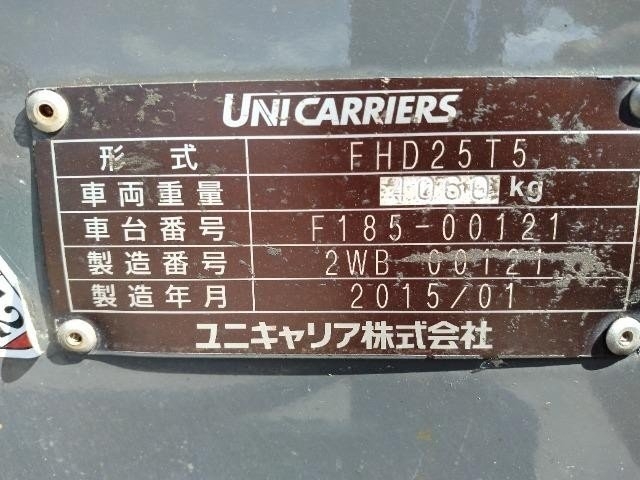 UNICARRIERS
形式 FHD25T5
車両重量 4060 kg
車台番号 F185-00121
製造番号 2WB-00121
製造年月 2015/01
ユニキャリア株式会社